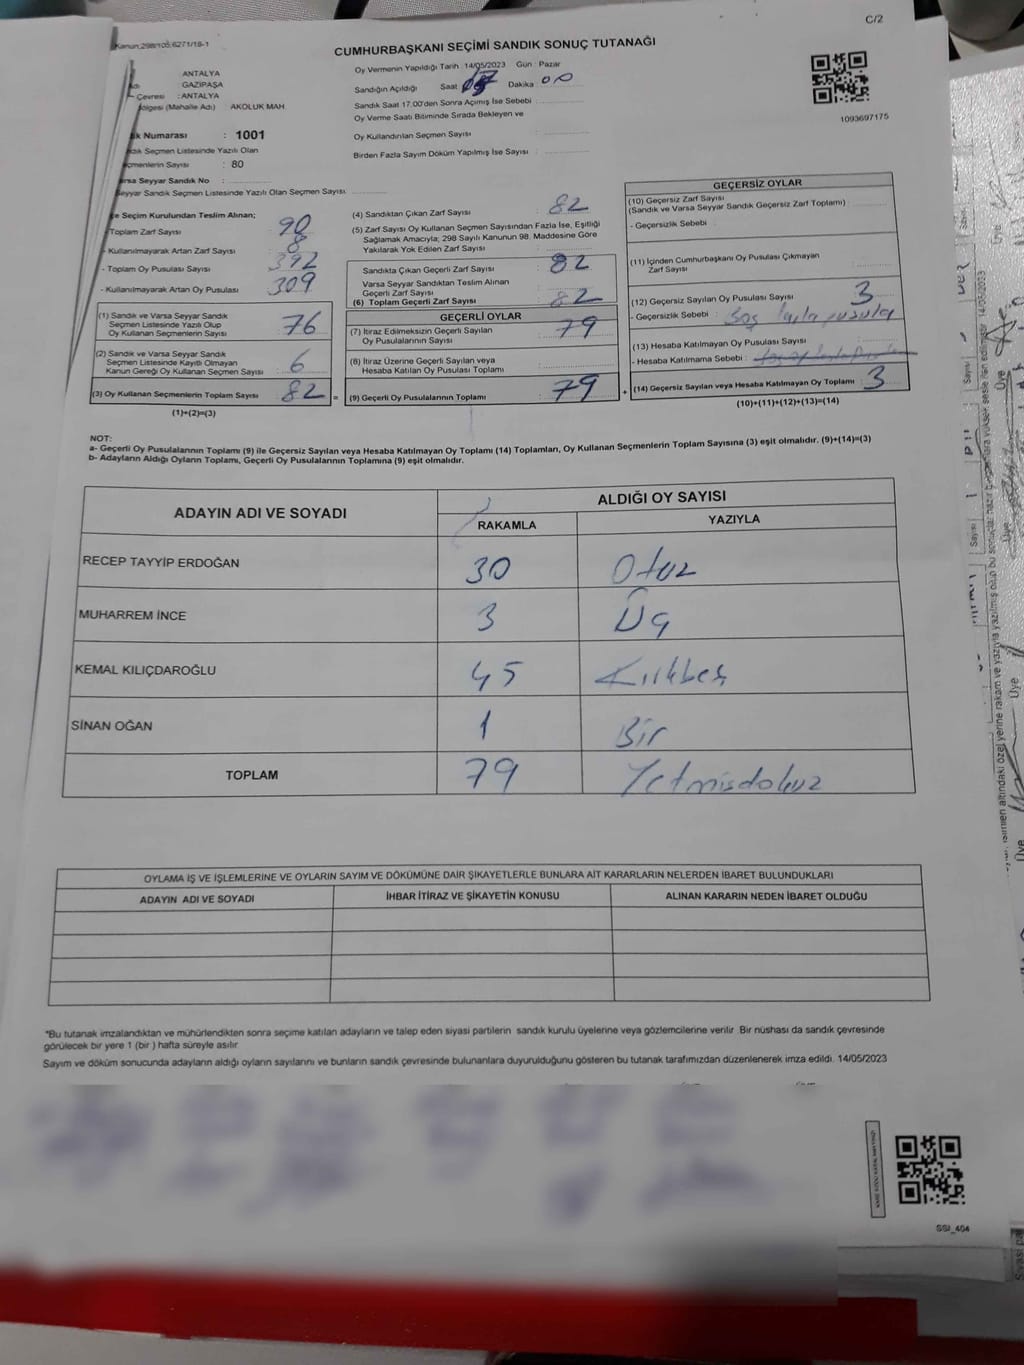 C/2
Kanun;298/105;6271/18-1
CUMHURBAŞKANI SEÇİMİ SANDIK SONUÇ TUTANAĞI
ANTALYA
GAZİPAŞA
Çevresi : ANTALYA
ölgesi (Mahalle Adı) AKOLUK MAH.
Oy Vermenin Yapıldığı Tarih : 14/05/2023 Gün : Pazar
Sandığın Açıldığı Saat Dakika : 00
Sandık Saat 17.00'den Sonra Açımış İse Sebebi :
Oy Verme Saati Bitiminde Sırada Bekleyen ve
Oy Kullandırılan Seçmen Sayısı :
Birden Fazla Sayım Döküm Yapılmış İse Sayısı :
1093697175
ık Numarası : 1001
Seçmen Listesinde Yazılı Olan
çmenlerin Sayısı : 80
arsa Seyyar Sandık No :
Seyyar Sandık Seçmen Listesinde Yazılı Olan Seçmen Sayısı :
e Seçim Kurulundan Teslim Alınan;
Toplam Zarf Sayısı 90
- Kullanılmayarak Artan Zarf Sayısı 8
- Toplam Oy Pusulası Sayısı 392
- Kullanılmayarak Artan Oy Pusulası 309
(1) Sandık ve Varsa Seyyar Sandık
Seçmen Listesinde Yazılı Olup
Oy Kullanan Seçmenlerin Sayısı 76
(2) Sandık ve Varsa Seyyar Sandık
Seçmen Listesinde Kayıtlı Olmayan
Kanun Gereği Oy Kullanan Seçmen Sayısı : 6
(3) Oy Kullanan Seçmenlerin Toplam Sayısı 82 =
(1)+(2)=(3)
(4) Sandıktan Çıkan Zarf Sayısı 82
(5) Zarf Sayısı Oy Kullanan Seçmen Sayısından Fazla İse, Eşitliği
Sağlamak Amacıyla; 298 Sayılı Kanunun 98. Maddesine Göre
Yakılarak Yok Edilen Zarf Sayısı :
Sandıkta Çıkan Geçerli Zarf Sayısı 82
Varsa Seyyar Sandıktan Teslim Alınan
Geçerli Zarf Sayısı
(6) Toplam Geçerli Zarf Sayısı : 82
GEÇERLİ OYLAR
(7) İtiraz Edilmeksizin Geçerli Sayılan
Oy Pusulalarının Sayısı : 79
(8) İtiraz Üzerine Geçerli Sayılan veya
Hesaba Katılan Oy Pusulası Toplamı :
(9) Geçerli Oy Pusulalarının Toplamı 79 +
GEÇERSİZ OYLAR
(10) Geçersiz Zarf Sayısı
(Sandık ve Varsa Seyyar Sandık Geçersiz Zarf Toplamı) :
- Geçersizlik Sebebi :
(11) İçinden Cumhurbaşkanı Oy Pusulası Çıkmayan
Zarf Sayısı
(12) Geçersiz Sayılan Oy Pusulası Sayısı : 3
- Geçersizlik Sebebi : Boş
(13) Hesaba Katılmayan Oy Pusulası Sayısı :
- Hesaba Katılmama Sebebi :
(14) Geçersiz Sayılan veya Hesaba Katılmayan Oy Toplamı : 3
(10)+(11)+(12)+(13)=(14)
NOT:
a- Geçerli Oy Pusulalarının Toplamı (9) ile Geçersiz Sayılan veya Hesaba Katılmayan Oy Toplamı (14) Toplamları, Oy Kullanan Seçmenlerin Toplam Sayısına (3) eşit olmalıdır. (9)+(14)=(3)
b- Adayların Aldığı Oyların Toplamı, Geçerli Oy Pusulalarının Toplamına (9) eşit olmalıdır.
ADAYIN ADI VE SOYADI
ALDIĞI OY SAYISI
RAKAMLA YAZIYLA
RECEP TAYYİP ERDOĞAN 30 Otuz
MUHARREM İNCE 3 Üç
KEMAL KILIÇDAROĞLU 45 Kırkbeş
SİNAN OĞAN 1 Bir
TOPLAM 79 Yetmişdokuz
OYLAMA İŞ VE İŞLEMLERİNE VE OYLARIN SAYIM VE DÖKÜMÜNE DAİR ŞİKAYETLERLE BUNLARA AİT KARARLARIN NELERDEN İBARET BULUNDUKLARI
ADAYIN ADI VE SOYADI İHBAR İTİRAZ VE ŞİKAYETİN KONUSU ALINAN KARARIN NEDEN İBARET OLDUĞU
*Bu tutanak imzalandıktan ve mühürlendikten sonra seçime katılan adayların ve talep eden siyasi partilerin sandık kurulu üyelerine veya gözlemcilerine verilir .Bir nüshası da sandık çevresinde
görülecek bir yere 1 (bir ) hafta süreyle asılır.
Sayım ve döküm sonucunda adayların aldığı oyların sayılarını ve bunların sandık çevresinde bulunanlara duyurulduğunu gösteren bu tutanak tarafımızdan düzenlenerek imza edildi. 14/05/2023
SSI_404